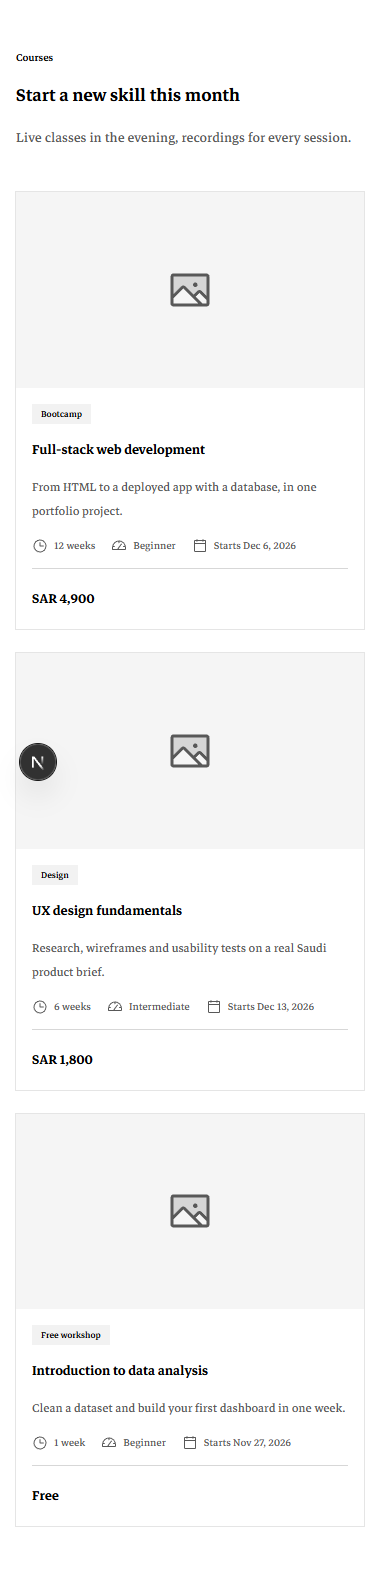 Courses
Start a new skill this month
Live classes in the evening, recordings for every session.
Bootcamp
Full-stack web development
From HTML to a deployed app with a database, in one
portfolio project.
12 weeks Beginner Starts Dec 6, 2026
SAR 4,900
N
Design
UX design fundamentals
Research, wireframes and usability tests on a real Saudi
product brief.
6 weeks Intermediate Starts Dec 13, 2026
SAR 1,800
Free workshop
Introduction to data analysis
Clean a dataset and build your first dashboard in one week.
1 week Beginner Starts Nov 27, 2026
Free